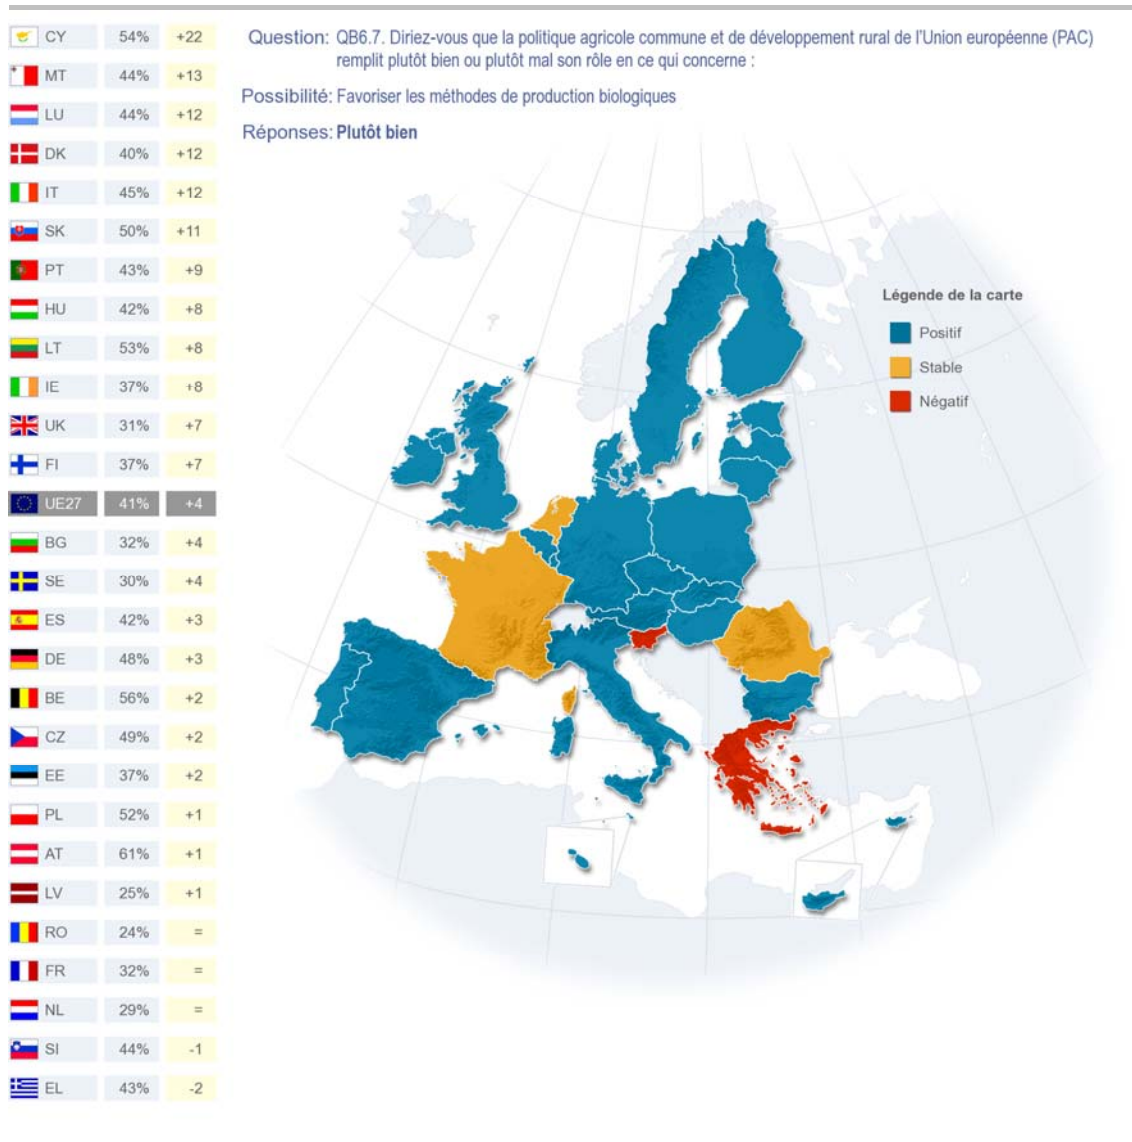 Question: QB6.7. Diriez-vous que la politique agricole commune et de développement rural de l'Union européenne (PAC)
remplit plutôt bien ou plutôt mal son rôle en ce qui concerne :
Possibilité: Favoriser les méthodes de production biologiques
Réponses: Plutôt bien
CY 54% +22
MT 44% +13
LU 44% +12
DK 40% +12
IT 45% +12
SK 50% +11
PT 43% +9
HU 42% +8
LT 53% +8
IE 37% +8
UK 31% +7
FI 37% +7
UE27 41% +4
BG 32% +4
SE 30% +4
ES 42% +3
DE 48% +3
BE 56% +2
CZ 49% +2
EE 37% +2
PL 52% +1
AT 61% +1
LV 25% +1
RO 24% =
FR 32% =
NL 29% =
SI 44% -1
EL 43% -2
Légende de la carte
Positif
Stable
Négatif